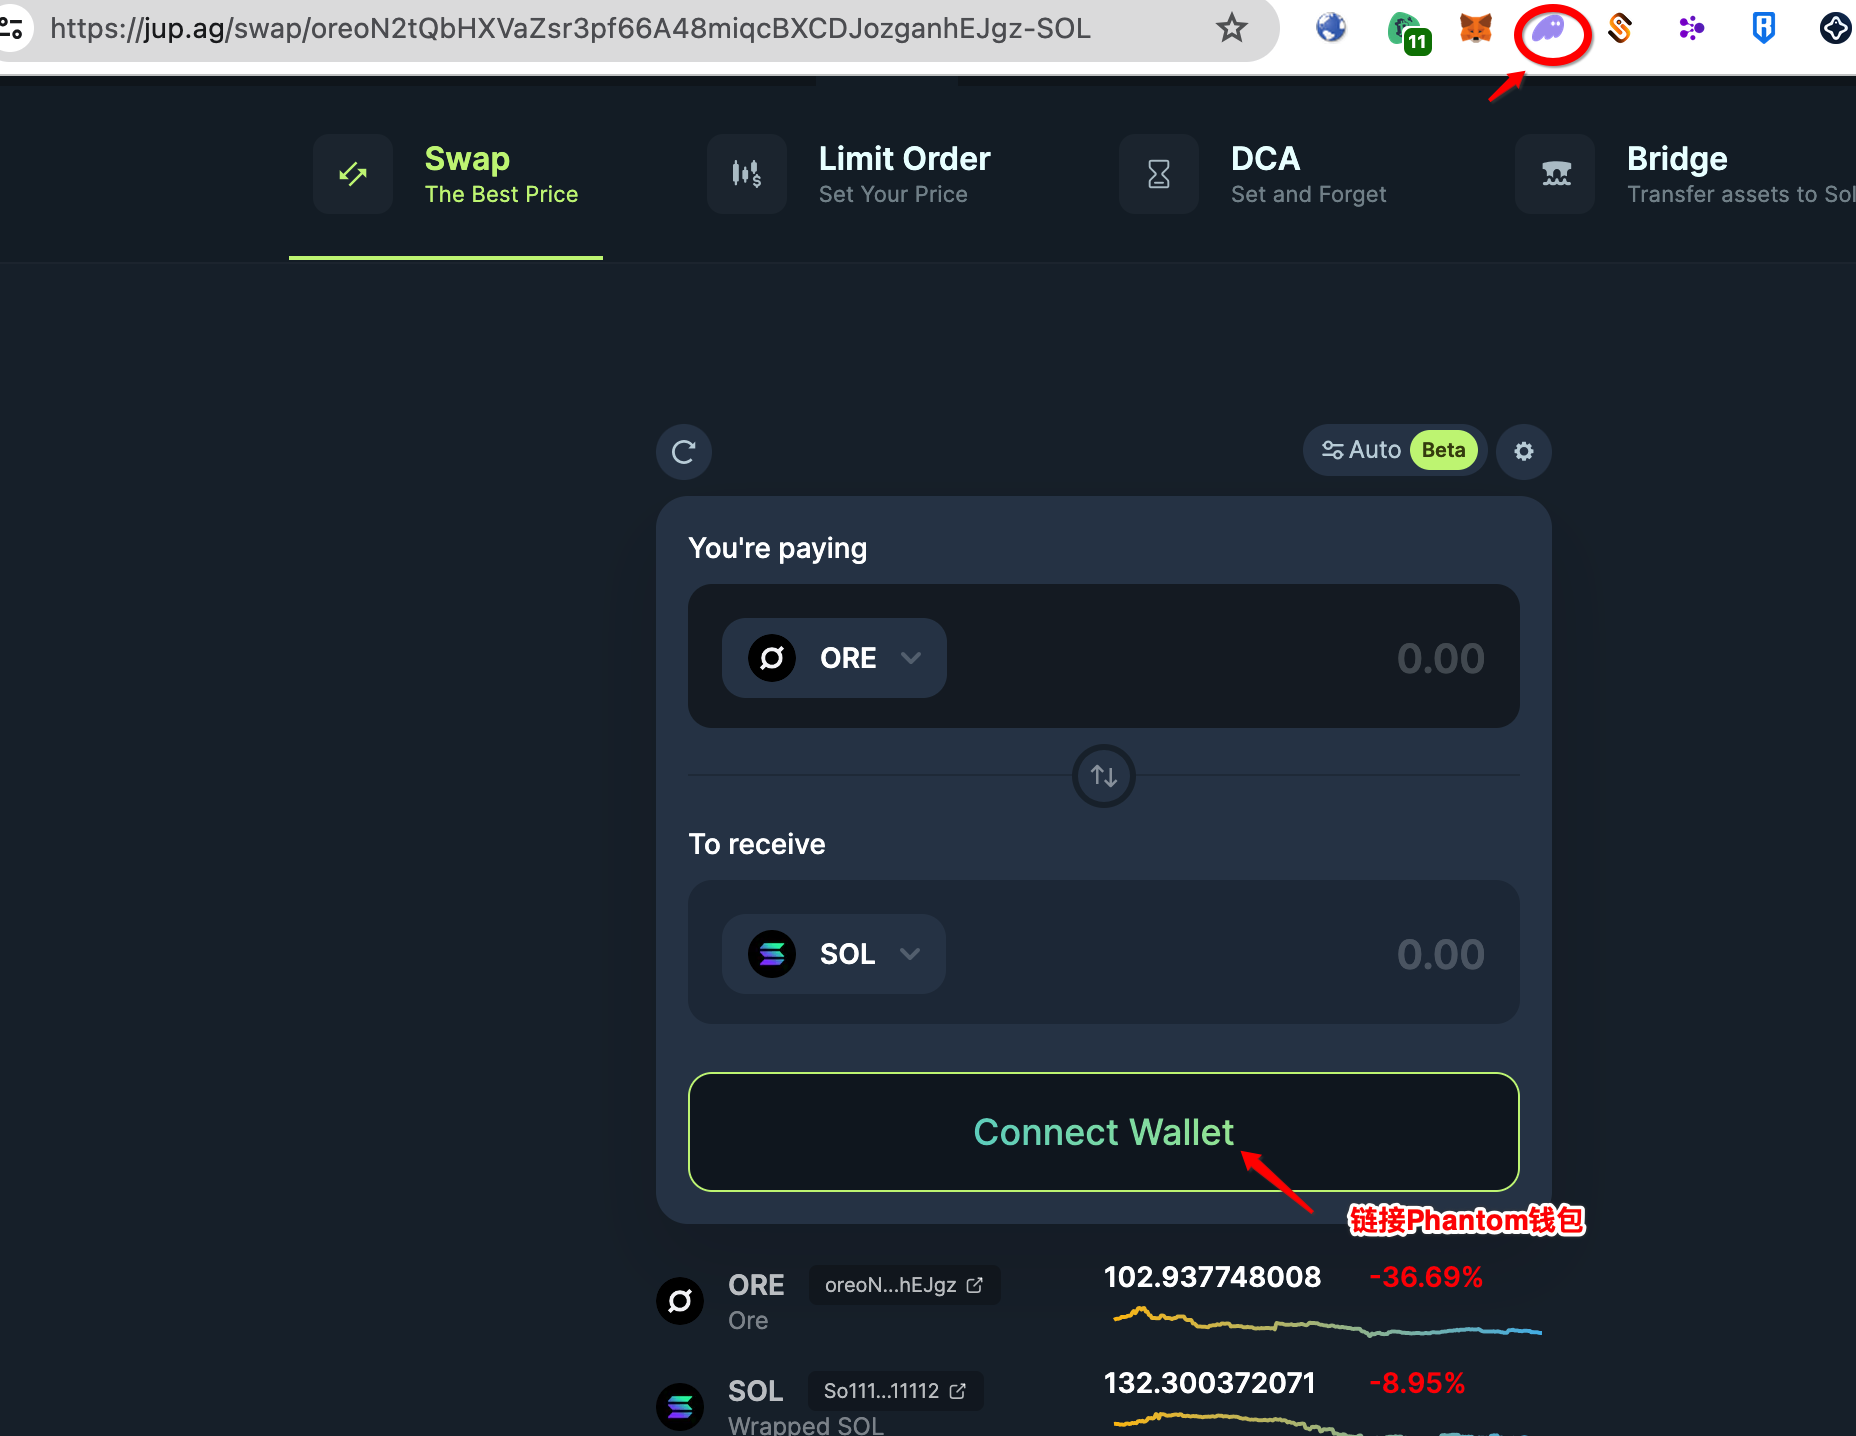 https://jup.ag/swap/oreoN2tQbHXVaZsr3pf66A48miqcBXCDJozganhEJgz-SOL
11
Swap
The Best Price
Limit Order
Set Your Price
DCA
Set and Forget
Bridge
Transfer assets to Sol
Auto Beta
You're paying
ORE
0.00
To receive
SOL
0.00
Connect Wallet
链接Phantom钱包
ORE oreoN...hEJgz 102.937748008 -36.69%
Ore
SOL So111...11112 132.300372071 -8.95%
Wrapped SOL